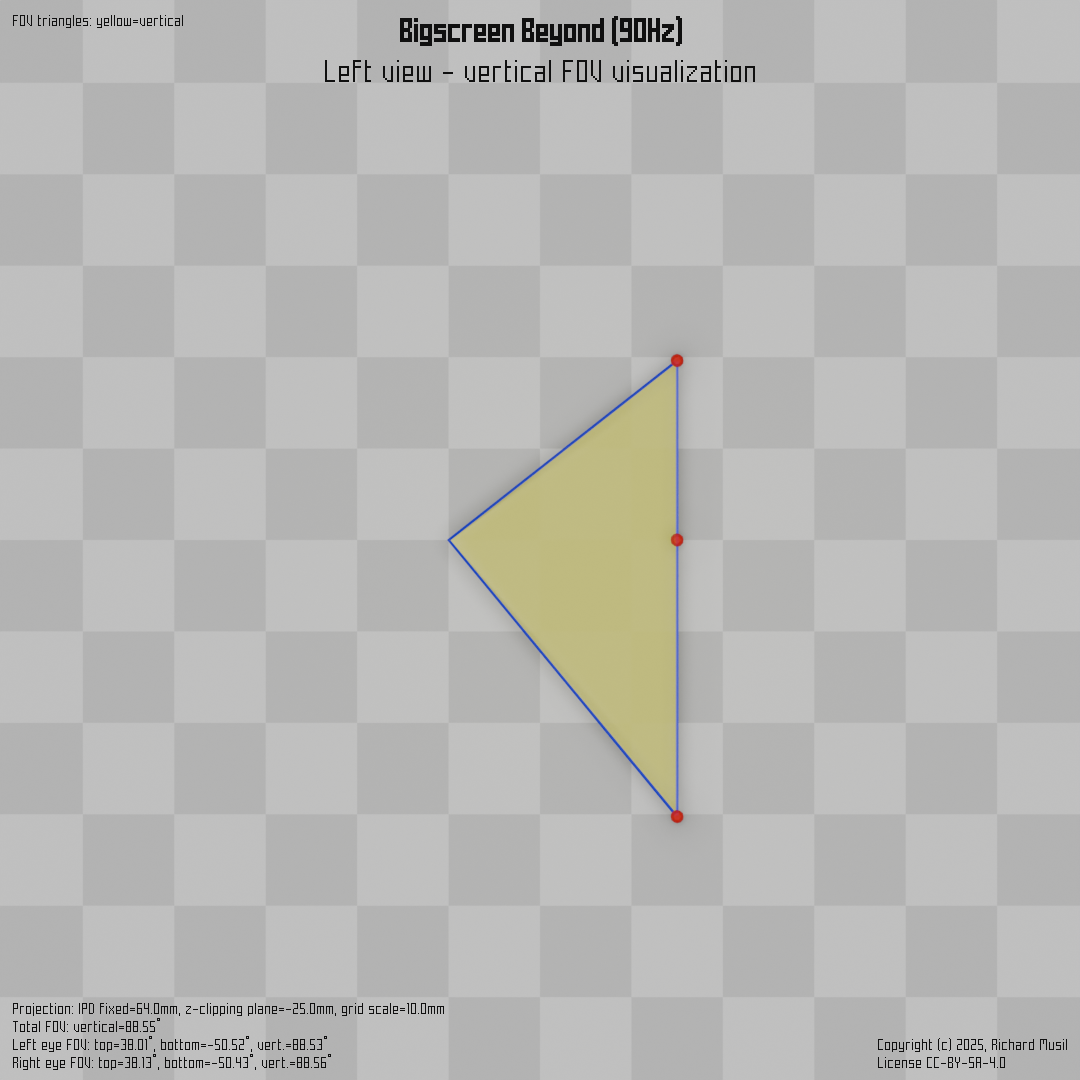 FOV triangles: yellow=vertical
Bigscreen Beyond (90Hz)
Left view - vertical FOV visualization
Projection: IPD fixed=64.0mm, z-clipping plane=-25.0mm, grid scale=10.0mm
Total FOV: vertical=88.55°
Left eye FOV: top=38.01°, bottom=-50.52°, vert.=88.53°
Right eye FOV: top=38.13°, bottom=-50.43°, vert.=88.56°
Copyright (c) 2025, Richard Musil
License CC-BY-SA-4.0